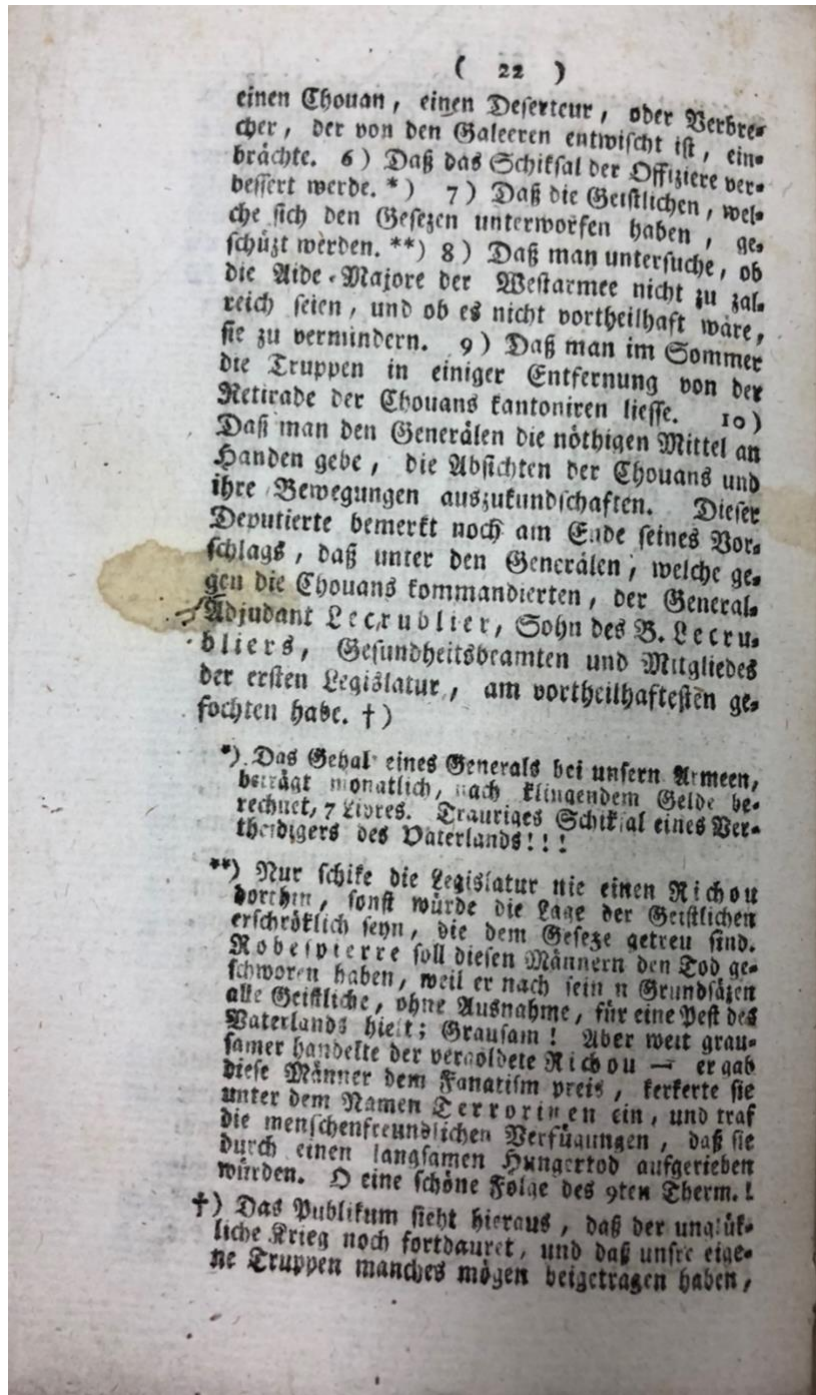 ( 22 )
einen Chouan, einen Deserteur, oder Verbre-
cher, der von den Galeeren entwischt ist, ein-
brächte. 6) Daß das Schiksal der Offiziere ver-
bessert werde. *) 7) Daß die Geistlichen, wel-
che sich den Gesezen unterworfen haben, ge-
schüzt werden. **) 8) Daß man untersuche, ob
die Aide-Majore der Westarmee nicht zu zal-
reich seien, und ob es nicht vortheilhaft wäre,
sie zu vermindern. 9) Daß man im Sommer
die Truppen in einiger Entfernung von der
Retirade der Chouans kantoniren liesse. 10)
Daß man den Generälen die nöthigen Mittel an
Handen gebe, die Absichten der Chouans und
ihre Bewegungen auszukundschaften. Dieser
Deputierte bemerkt noch am Ende seines Vor-
schlags, daß unter den Generälen, welche ge-
gen die Chouans kommandierten, der General-
Adjudant Lecrublier, Sohn des B. Lecru-
bliers, Gesundheitsbeamten und Mitgliedes
der ersten Legislatur, am vortheilhaftesten ge-
fochten habe. †)
*) Das Gehal eines Generals bei unsern Armeen,
beträgt monatlich, nach klingendem Gelde be-
rechnet, 7 Livres. Trauriges Schiksal eines Ver-
theidigers des Vaterlands!!!
**) Nur schike die Legislatur nie einen Richou
dorthin, sonst würde die Lage der Geistlichen
erschröklich seyn, die dem Geseze getreu sind.
Robespierre soll diesen Männern den Tod ge-
schworen haben, weil er nach sein n Grundsäzen
alle Geistliche, ohne Ausnahme, für eine Pest des
Vaterlands hielt; Grausam! Aber weit grau-
samer handelte der vergoldete Richou — er gab
diese Männer dem Fanatism preis, kerkerte sie
unter dem Namen Terroristen ein, und traf
die menschenfreundlichen Verfügungen, daß sie
durch einen langsamen Hungertod aufgerieben
würden. O eine schöne Folge des 9ten Therm.!
†) Das Publikum sieht hieraus, daß der unglük-
liche Krieg noch fortdauret, und daß unsre eige-
ne Truppen manches mögen beigetragen haben,